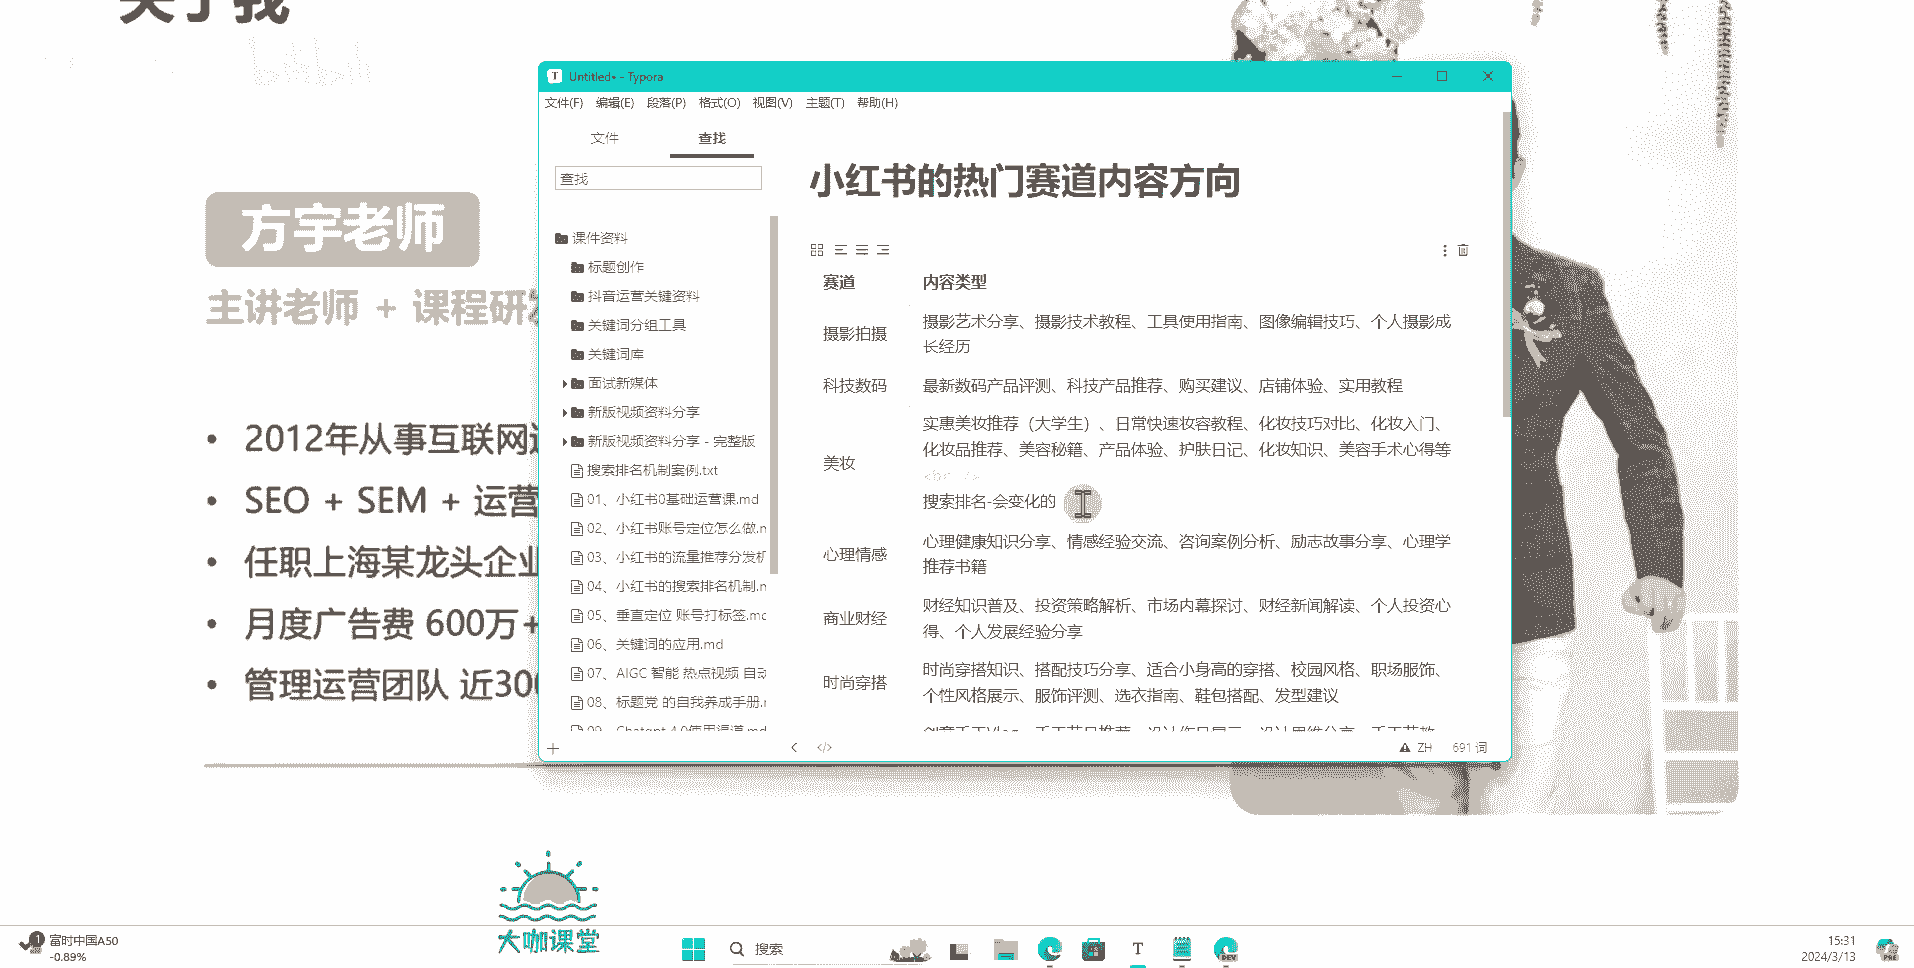 关于我
bilibili
方宇老师
主讲老师 + 课程研
2012年从事互联网
SEO + SEM + 运营
任职上海某龙头企业
月度广告费 600万+
管理运营团队 近30
Untitled• - Typora
文件(F) 编辑(E) 段落(P) 格式(O) 视图(V) 主题(T) 帮助(H)
文件 查找
查找
课件资料
标题创作
抖音运营关键资料
关键词分组工具
关键词库
面试新媒体
新版视频资料分享
新版视频资料分享 - 完整版
搜索排名机制案例.txt
01、小红书0基础运营课.md
02、小红书账号定位怎么做.m
03、小红书的流量推荐分发机
04、小红书的搜索排名机制.m
05、垂直定位 账号打标签.md
06、关键词的应用.md
07、AIGC 智能 热点视频 自动
08、标题党 的自我养成手册.m
09、Chatgpt 4.0使用渠道.md
小红书的热门赛道内容方向
赛道 内容类型
摄影拍摄 摄影艺术分享、摄影技术教程、工具使用指南、图像编辑技巧、个人摄影成
长经历
科技数码 最新数码产品评测、科技产品推荐、购买建议、店铺体验、实用教程
美妆 实惠美妆推荐（大学生）、日常快速妆容教程、化妆技巧对比、化妆入门、
化妆品推荐、美容秘籍、产品体验、护肤日记、化妆知识、美容手术心得等
<br />
搜索排名-会变化的
心理情感 心理健康知识分享、情感经验交流、咨询案例分析、励志故事分享、心理学
推荐书籍
商业财经 财经知识普及、投资策略解析、市场内幕探讨、财经新闻解读、个人投资心
得、个人发展经验分享
时尚穿搭 时尚穿搭知识、搭配技巧分享、适合小身高的穿搭、校园风格、职场服饰、
个性风格展示、服饰评测、选衣指南、鞋包搭配、发型建议
ZH 691 词
大咖课堂
富时中国A50
-0.89%
搜索
15:31
2024/3/13